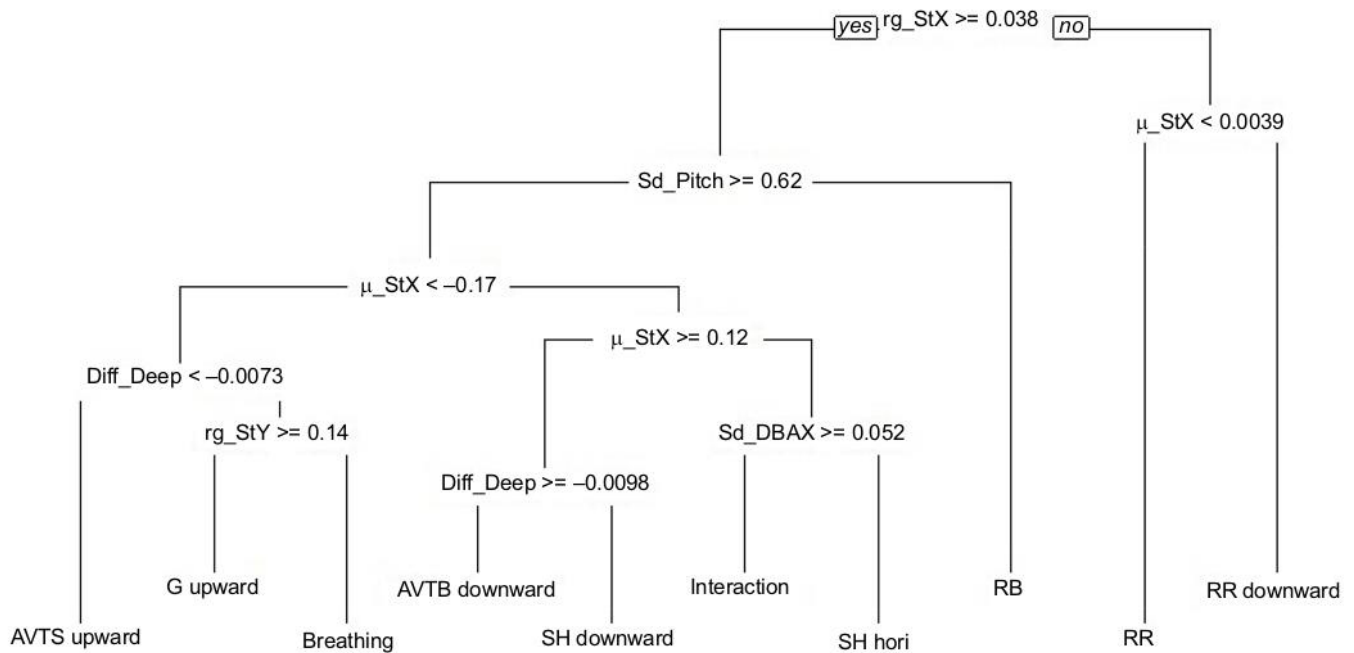 yes rg_StX >= 0.038 no
μ_StX < 0.0039
Sd_Pitch >= 0.62
μ_StX < –0.17
μ_StX >= 0.12
Diff_Deep < –0.0073
rg_StY >= 0.14
Sd_DBAX >= 0.052
Diff_Deep >= –0.0098
G upward
AVTB downward
Interaction
RB
RR downward
AVTS upward
Breathing
SH downward
SH hori
RR